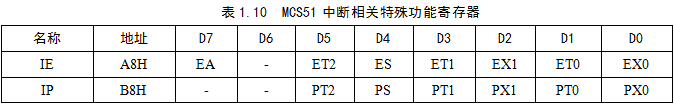 表 1.10 MCS51 中断相关特殊功能寄存器
名称 地址 D7 D6 D5 D4 D3 D2 D1 D0
IE A8H EA - ET2 ES ET1 EX1 ET0 EX0
IP B8H - - PT2 PS PT1 PX1 PT0 PX0